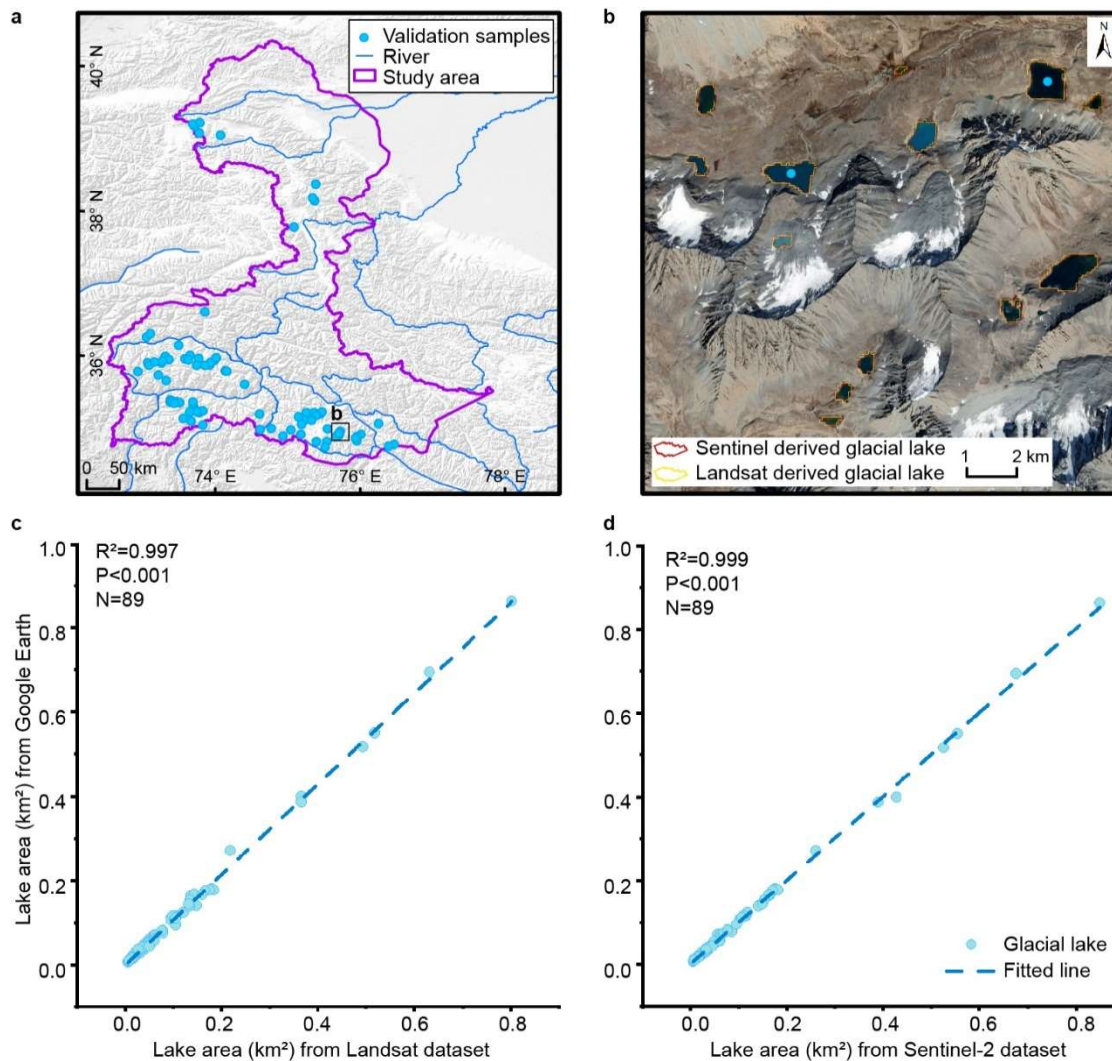 a
Validation samples
River
Study area
40° N
38° N
36° N
b
0 50 km
74° E
76° E
78° E
b
N
Sentinel derived glacial lake
Landsat derived glacial lake
1 2 km
c
R²=0.997
P<0.001
N=89
1.0
0.8
0.6
0.4
0.2
0.0
Lake area (km²) from Google Earth
0.0 0.2 0.4 0.6 0.8
Lake area (km²) from Landsat dataset
d
R²=0.999
P<0.001
N=89
1.0
0.8
0.6
0.4
0.2
0.0
Glacial lake
Fitted line
0.0 0.2 0.4 0.6 0.8
Lake area (km²) from Sentinel-2 dataset